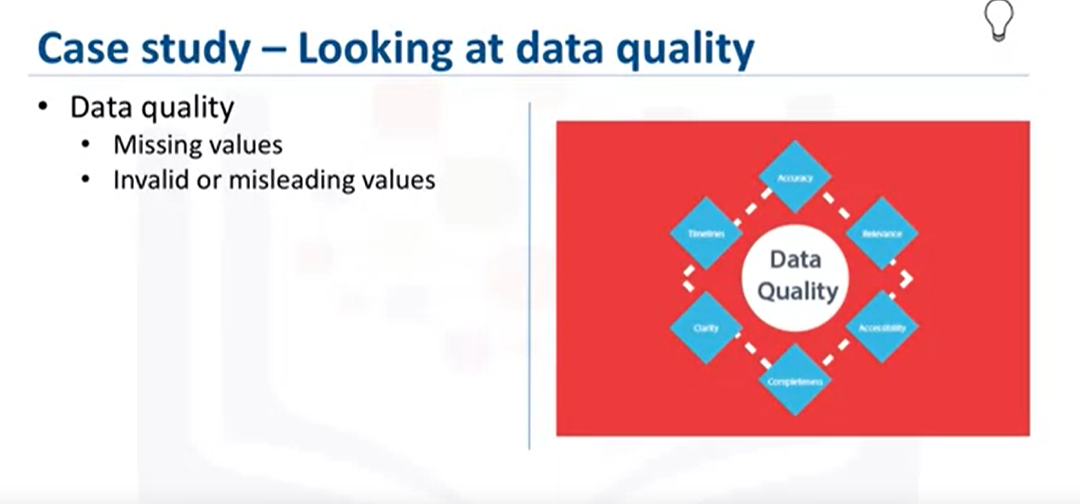 Case study – Looking at data quality
• Data quality
• Missing values
• Invalid or misleading values
Accuracy
Timelines
Relevance
Data
Quality
Clarity
Accessibility
Completeness